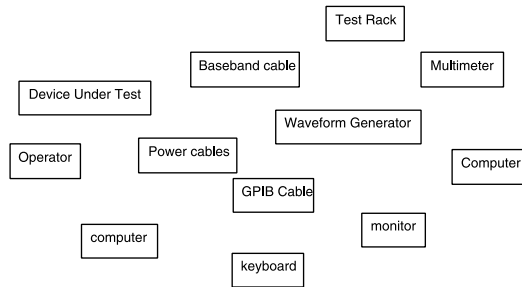 Test Rack
Baseband cable
Multimeter
Device Under Test
Waveform Generator
Operator
Power cables
Computer
GPIB Cable
monitor
computer
keyboard